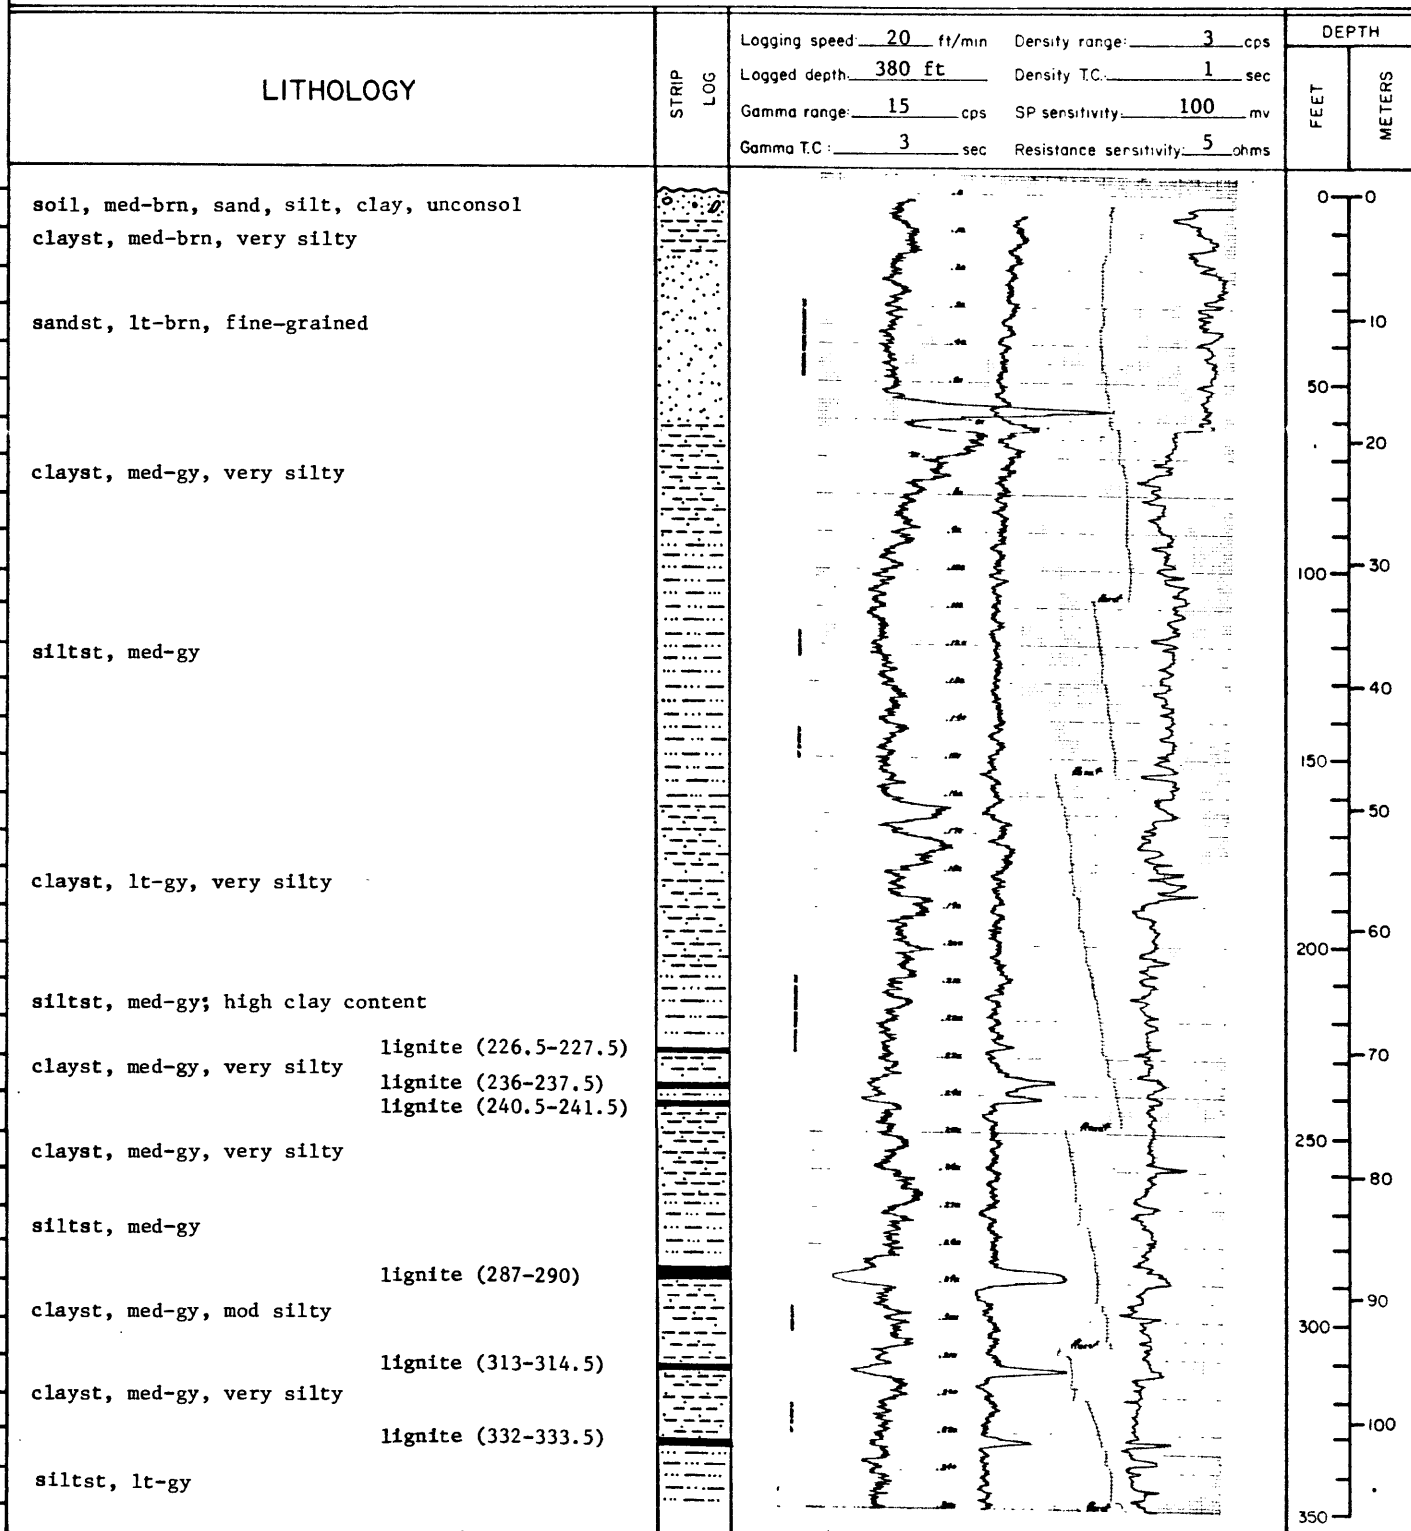 LITHOLOGY
STRIP LOG
Logging speed: 20 ft/min Density range: 3 cps
Logged depth: 380 ft Density T.C.: 1 sec
Gamma range: 15 cps SP sensitivity: 100 mv
Gamma T.C: 3 sec Resistance sensitivity: 5 ohms
DEPTH
FEET METERS
0 0
soil, med-brn, sand, silt, clay, unconsol
clayst, med-brn, very silty
sandst, lt-brn, fine-grained
10
50
20
clayst, med-gy, very silty
30
100
siltst, med-gy
40
150
50
clayst, lt-gy, very silty
60
200
siltst, med-gy; high clay content
lignite (226.5-227.5)
70
clayst, med-gy, very silty
lignite (236-237.5)
lignite (240.5-241.5)
250
clayst, med-gy, very silty
80
siltst, med-gy
lignite (287-290)
90
clayst, med-gy, mod silty
300
lignite (313-314.5)
clayst, med-gy, very silty
100
lignite (332-333.5)
siltst, lt-gy
350